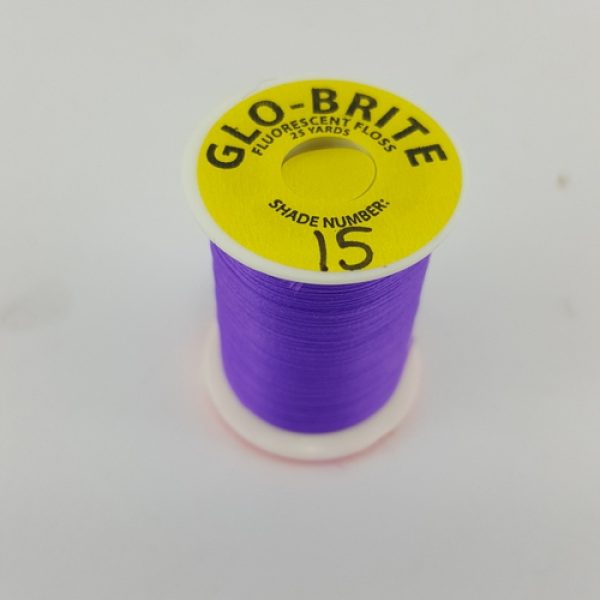 GLO-BRITE
FLUORESCENT FLOSS
25 YARDS
SHADE NUMBER:
15